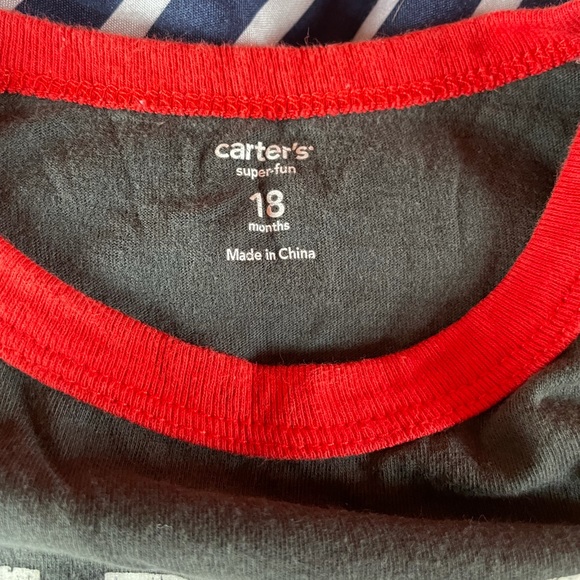 carter's
super-fun
18
months
Made in China